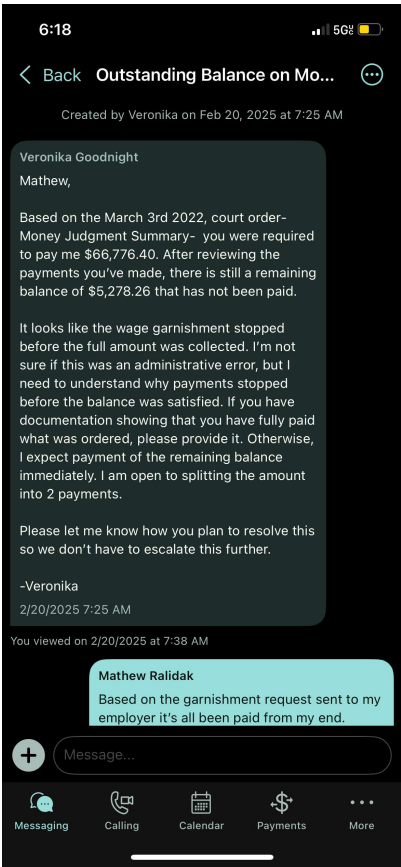 6:18
5G
Back Outstanding Balance on Mo...
Created by Veronika on Feb 20, 2025 at 7:25 AM
Veronika Goodnight
Mathew,
Based on the March 3rd 2022, court order-
Money Judgment Summary- you were required
to pay me $66,776.40. After reviewing the
payments you’ve made, there is still a remaining
balance of $5,278.26 that has not been paid.
It looks like the wage garnishment stopped
before the full amount was collected. I’m not
sure if this was an administrative error, but I
need to understand why payments stopped
before the balance was satisfied. If you have
documentation showing that you have fully paid
what was ordered, please provide it. Otherwise,
I expect payment of the remaining balance
immediately. I am open to splitting the amount
into 2 payments.
Please let me know how you plan to resolve this
so we don’t have to escalate this further.
-Veronika
2/20/2025 7:25 AM
You viewed on 2/20/2025 at 7:38 AM
Mathew Ralidak
Based on the garnishment request sent to my
employer it’s all been paid from my end.
Message...
Messaging Calling Calendar Payments More